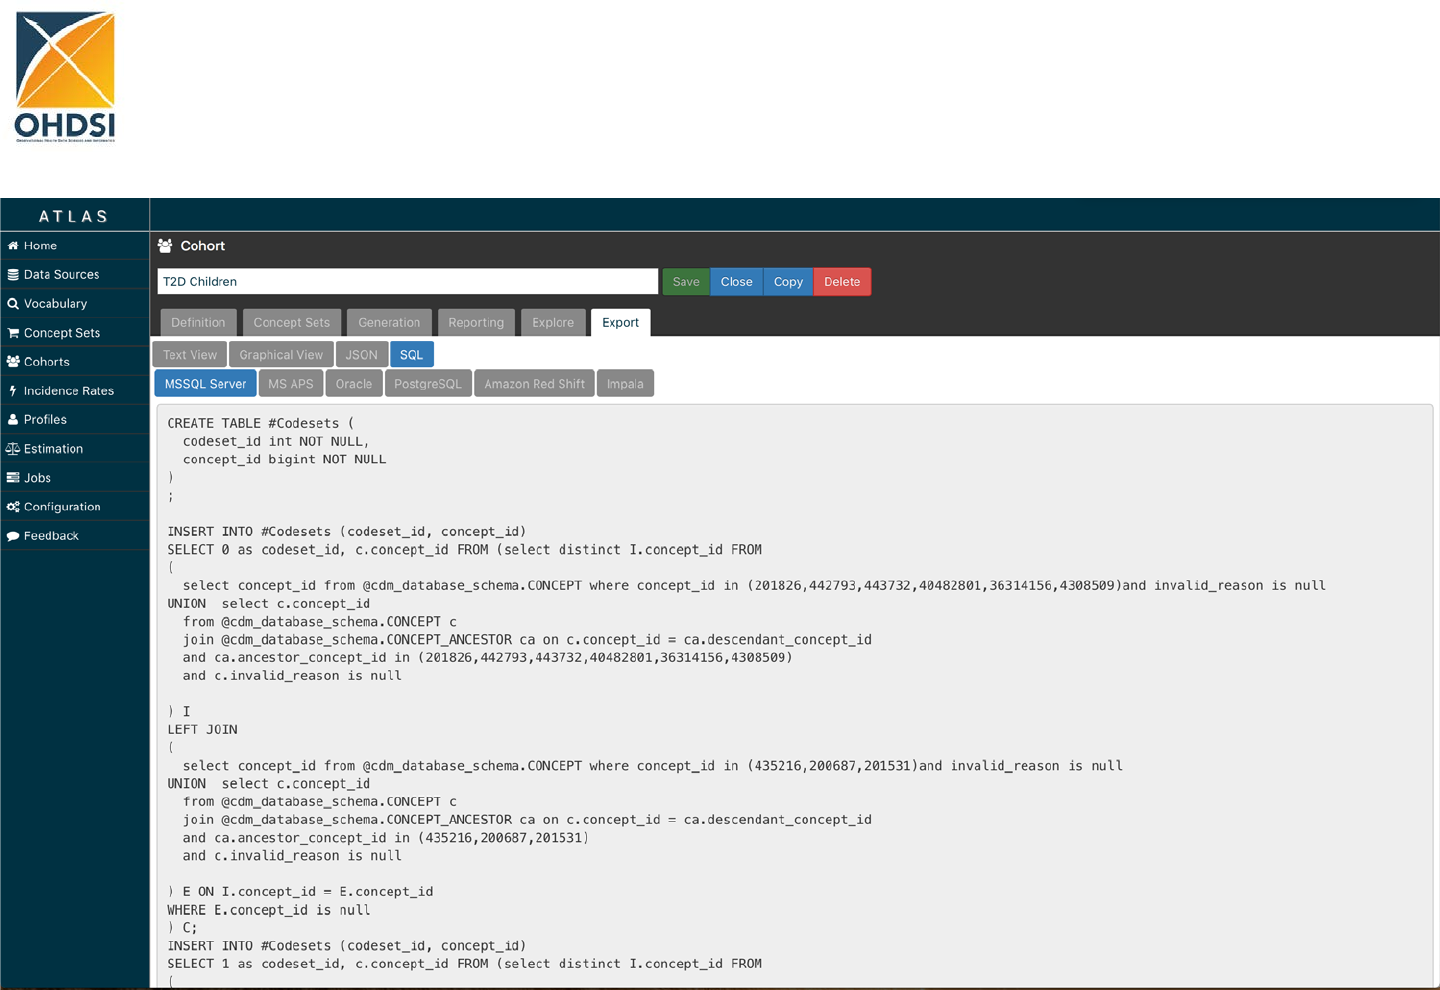 OHDSI
OBSERVATIONAL HEALTH DATA SCIENCES AND INFORMATICS
ATLAS
Home
Data Sources
Vocabulary
Concept Sets
Cohorts
Incidence Rates
Profiles
Estimation
Jobs
Configuration
Feedback
Cohort
T2D Children
Save Close Copy Delete
Definition Concept Sets Generation Reporting Explore Export
Text View Graphical View JSON SQL
MSSQL Server MS APS Oracle PostgreSQL Amazon Red Shift Impala
CREATE TABLE #Codesets (
codeset_id int NOT NULL,
concept_id bigint NOT NULL
)
;
INSERT INTO #Codesets (codeset_id, concept_id)
SELECT 0 as codeset_id, c.concept_id FROM (select distinct I.concept_id FROM
(
select concept_id from @cdm_database_schema.CONCEPT where concept_id in (201826,442793,443732,40482801,36314156,4308509)and invalid_reason is null
UNION  select c.concept_id
from @cdm_database_schema.CONCEPT c
join @cdm_database_schema.CONCEPT_ANCESTOR ca on c.concept_id = ca.descendant_concept_id
and ca.ancestor_concept_id in (201826,442793,443732,40482801,36314156,4308509)
and c.invalid_reason is null
) I
LEFT JOIN
(
select concept_id from @cdm_database_schema.CONCEPT where concept_id in (435216,200687,201531)and invalid_reason is null
UNION  select c.concept_id
from @cdm_database_schema.CONCEPT c
join @cdm_database_schema.CONCEPT_ANCESTOR ca on c.concept_id = ca.descendant_concept_id
and ca.ancestor_concept_id in (435216,200687,201531)
and c.invalid_reason is null
) E ON I.concept_id = E.concept_id
WHERE E.concept_id is null
) C;
INSERT INTO #Codesets (codeset_id, concept_id)
SELECT 1 as codeset_id, c.concept_id FROM (select distinct I.concept_id FROM
(